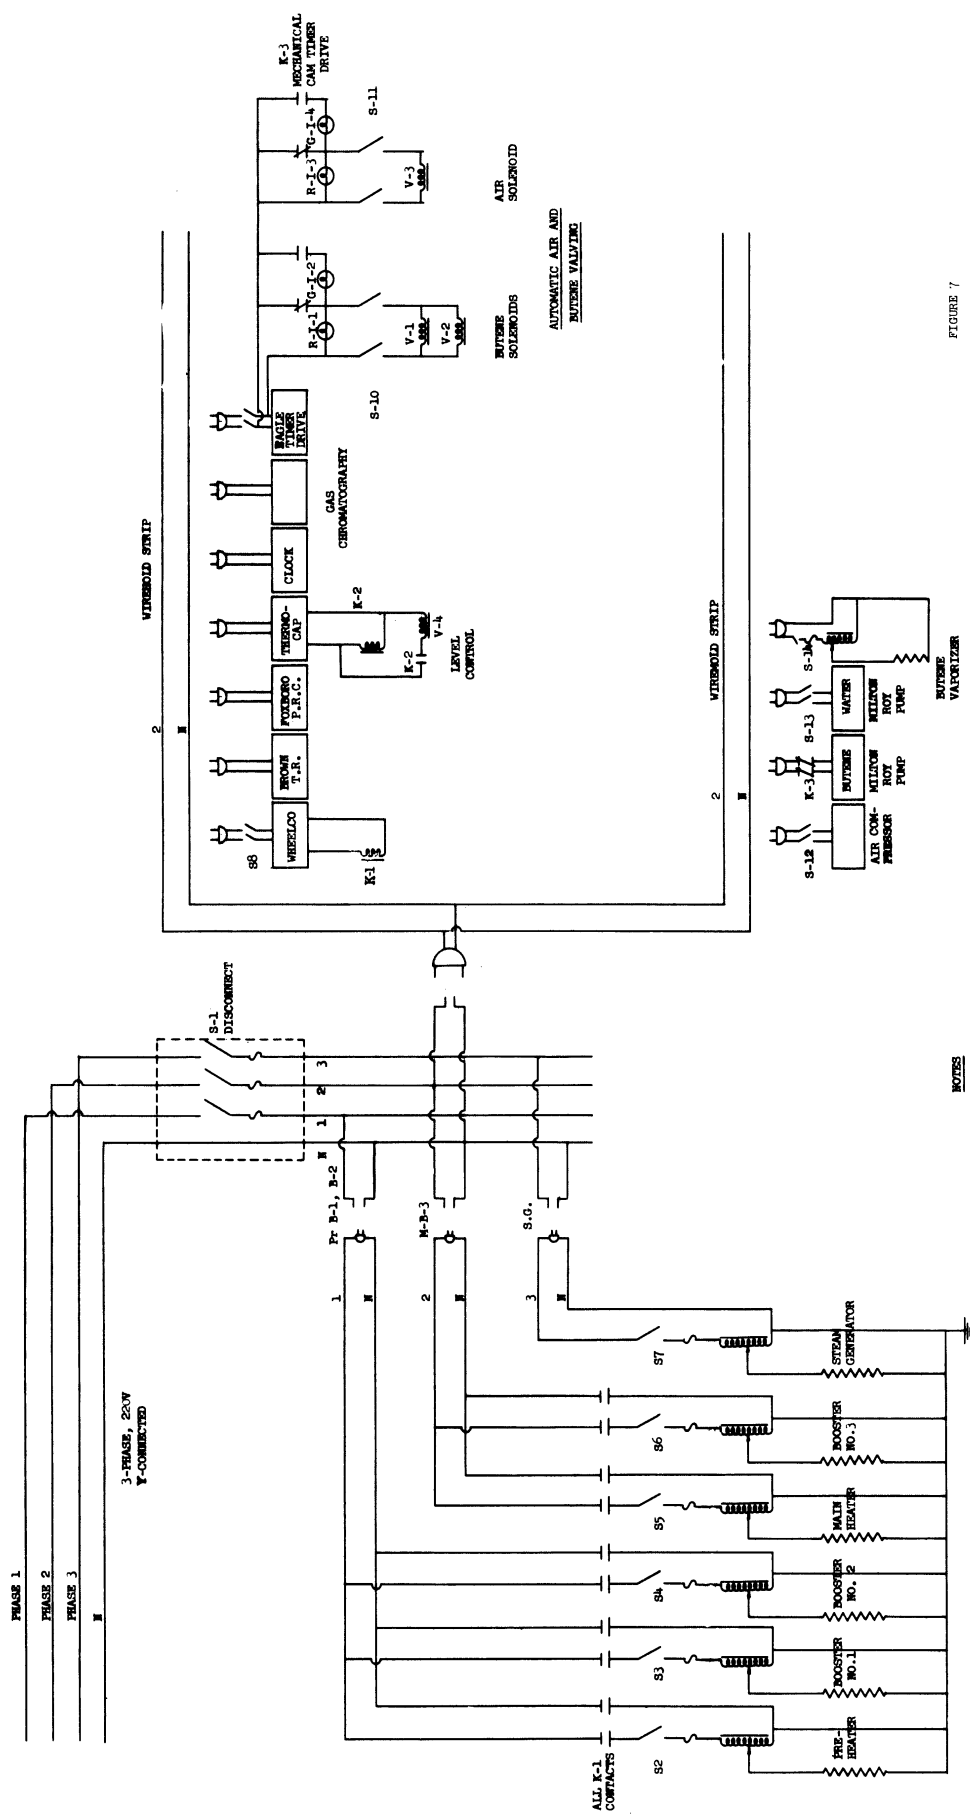 PHASE 1
PHASE 2
PHASE 3
N
3-PHASE, 220V
Y-CONNECTED
S-1
DISCONNECT
N
1
2
3
Pr B-1, B-2
M-B-3
S.G.
1
N
2
N
3
N
ALL K-1
CONTACTS
S2
S3
S4
S5
S6
S7
PRE-
HEATER
BOOSTER
NO.1
BOOSTER
NO. 2
MAIN
HEATER
BOOSTER
NO.3
STEAM
GENERATOR
WIREMOLD STRIP
2
N
S8
WHEELCO
K-1
BROWN
T.R.
FOXBORO
P.R.C.
THERMO-
CAP
K-2
K-2
V-4
LEVEL
CONTROL
CLOCK
GAS
CHROMATOGRAPHY
EAGLE
TIMER
DRIVE
S-10
R-I-1
G-I-2
V-1
V-2
BUTENE
SOLENOIDS
R-I-3
G-I-4
K-3
MECHANICAL
CAM TIMER
DRIVE
S-11
V-3
AIR
SOLENOID
AUTOMATIC AIR AND
BUTENE VALVING
WIREMOLD STRIP
2
N
S-12
AIR COM-
PRESSOR
K-3
BUTENE
MILTON
ROY
PUMP
S-13
WATER
MILTON
ROY
PUMP
S-14
BUTENE
VAPORIZER
NOTES
FIGURE 7